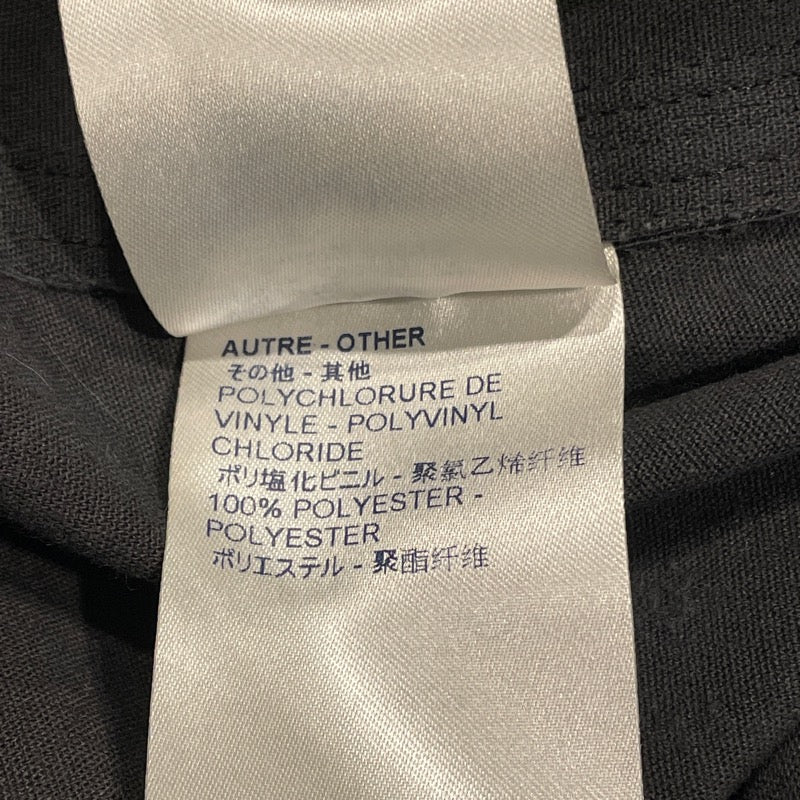 AUTRE - OTHER
その他 - 其他
POLYCHLORURE DE
VINYLE - POLYVINYL
CHLORIDE
ポリ塩化ビニル - 聚氯乙烯纤维
100% POLYESTER -
POLYESTER
ポリエステル - 聚酯纤维